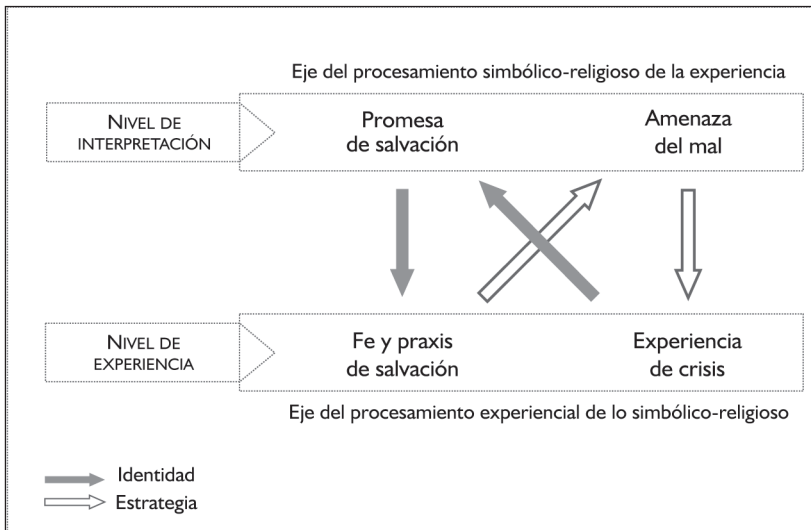 Eje del procesamiento simbólico-religioso de la experiencia
NIVEL DE
INTERPRETACIÓN
Promesa
de salvación
Amenaza
del mal
NIVEL DE
EXPERIENCIA
Fe y praxis
de salvación
Experiencia
de crisis
Eje del procesamiento experiencial de lo simbólico-religioso
Identidad
Estrategia